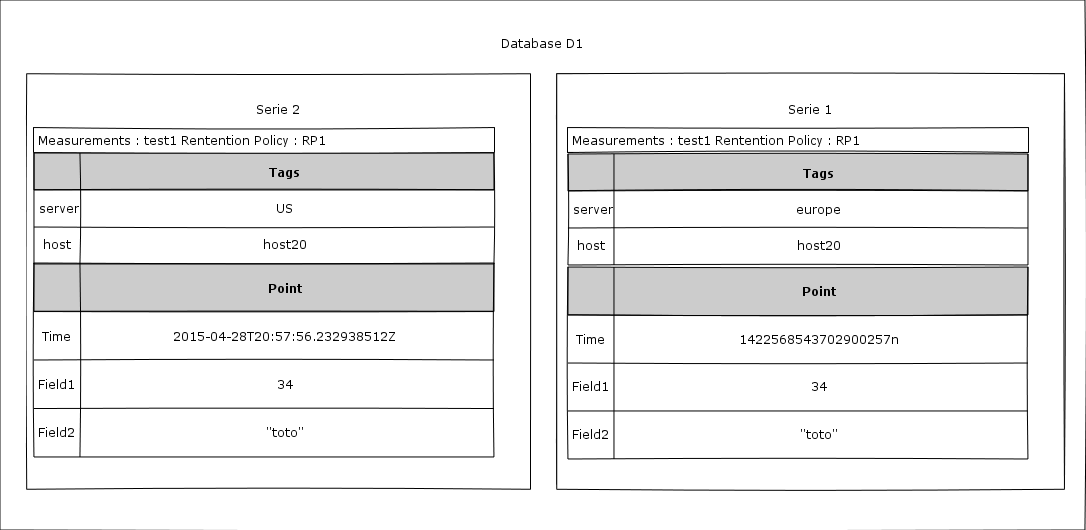 Database D1
Serie 2
Measurements : test1 Rentention Policy : RP1
Tags
server US
host host20
Point
Time 2015-04-28T20:57:56.232938512Z
Field1 34
Field2 "toto"
Serie 1
Measurements : test1 Rentention Policy : RP1
Tags
server europe
host host20
Point
Time 1422568543702900257n
Field1 34
Field2 "toto"